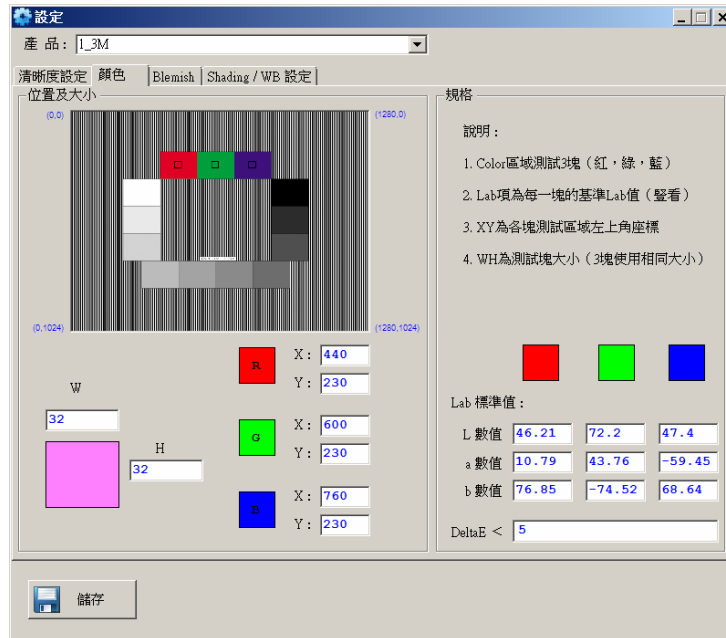 設定
產 品： 1_3M
清晰度設定 顏色 Blemish Shading / WB 設定
位置及大小
(0,0) (1280,0)
(0,1024) (1280,1024)
W
32
H
32
R X： 440
Y： 230
G X： 600
Y： 230
B X： 760
Y： 230
規格
說明：
1. Color區域測試3塊（紅，綠，藍）
2. Lab項為每一塊的基準Lab值（豎看）
3. XY為各塊測試區域左上角座標
4. WH為測試塊大小（3塊使用相同大小）
Lab 標準值：
L 數值 46.21 72.2 47.4
a 數值 10.79 43.76 -59.45
b 數值 76.85 -74.52 68.64
DeltaE < 5
儲存